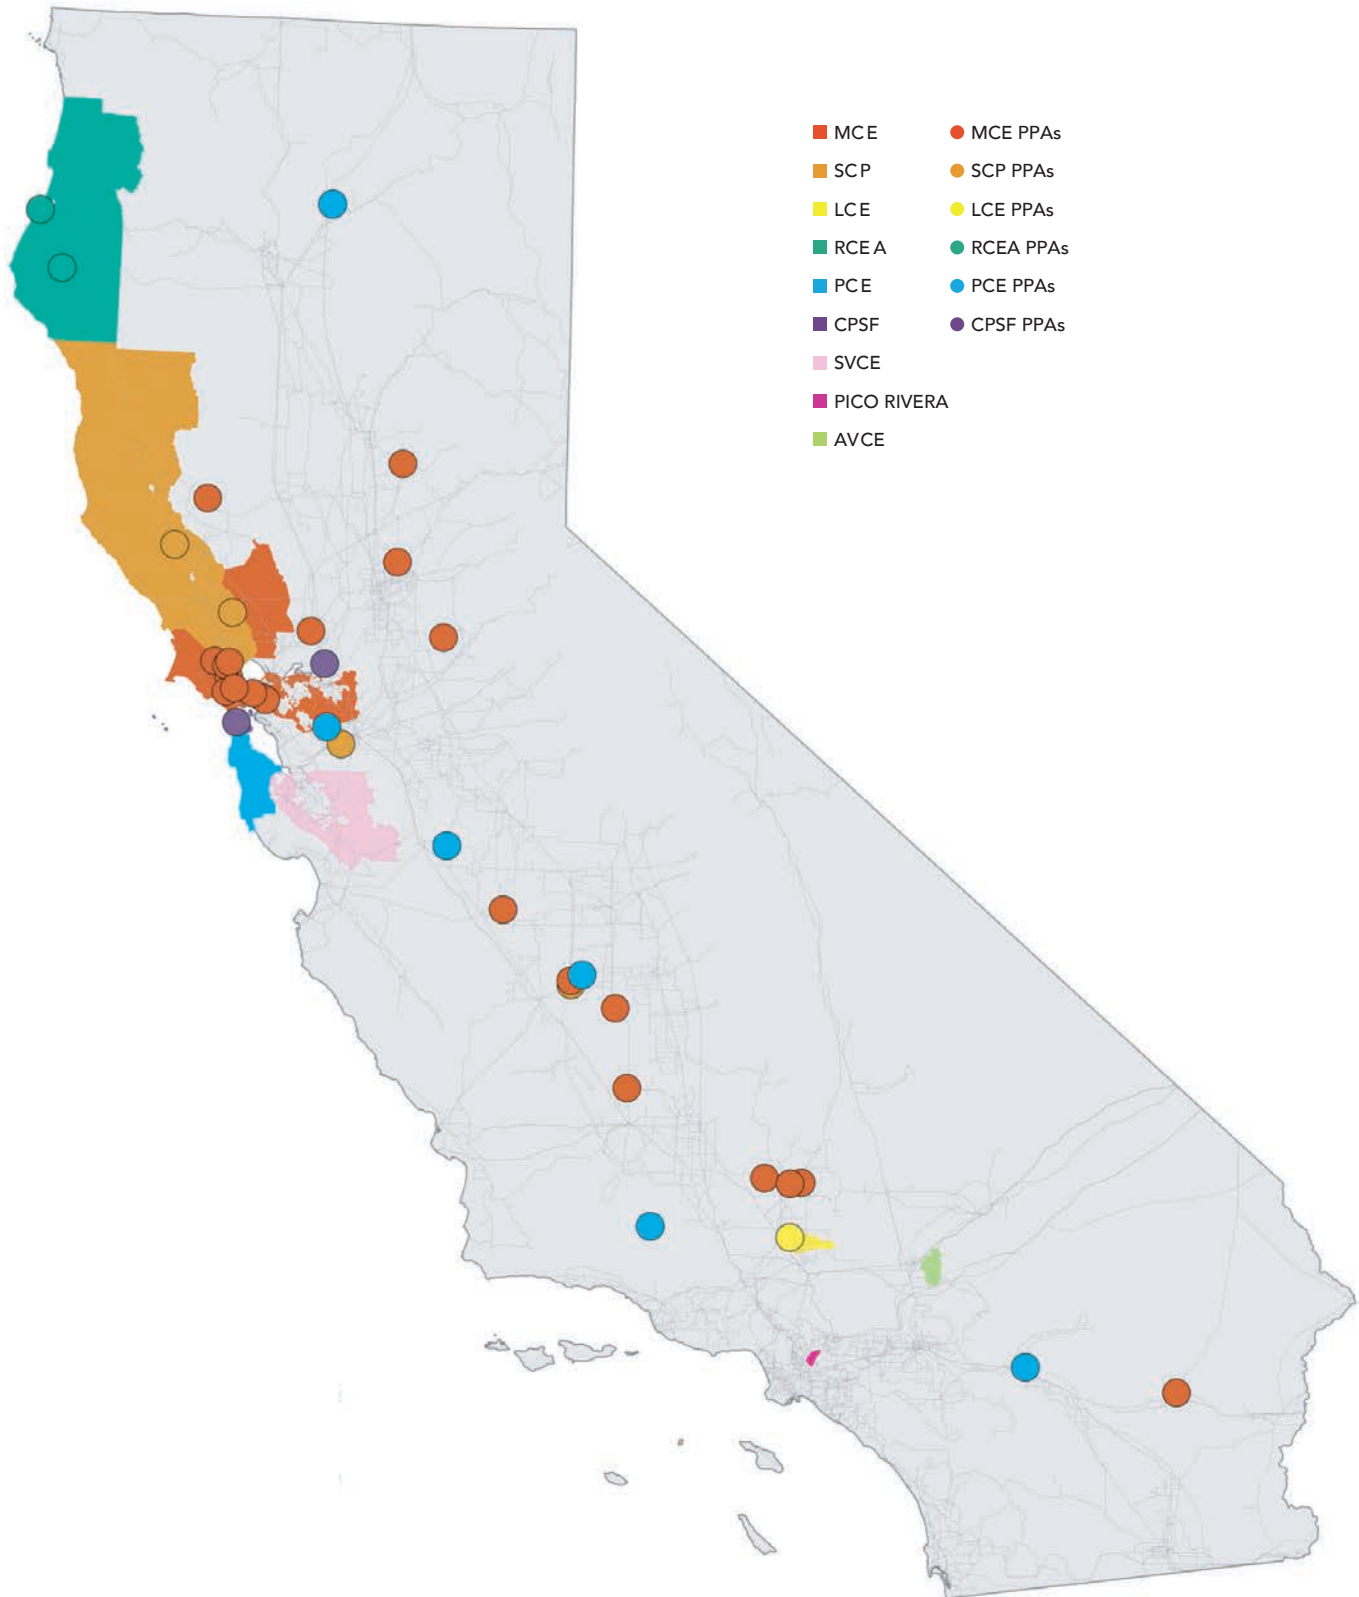 MCE MCE PPAs
SCP SCP PPAs
LCE LCE PPAs
RCEA RCEA PPAs
PCE PCE PPAs
CPSF CPSF PPAs
SVCE
PICO RIVERA
AVCE